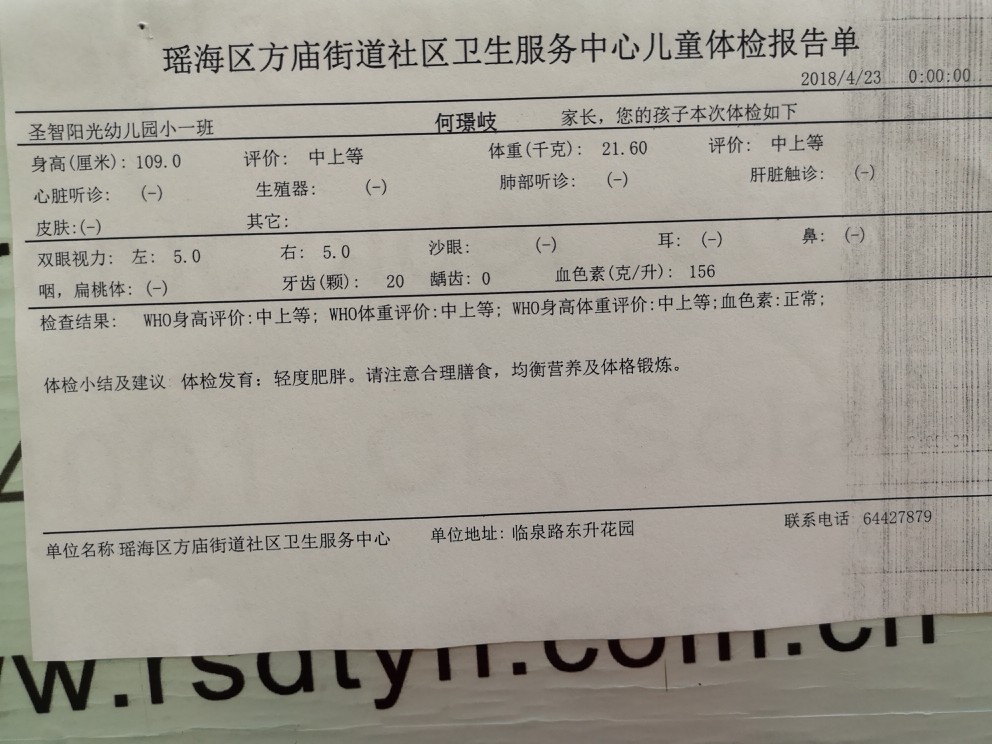 瑶海区方庙街道社区卫生服务中心儿童体检报告单
2018/4/23 0:00:00
圣智阳光幼儿园小一班 何璟岐 家长，您的孩子本次体检如下
身高(厘米): 109.0 评价: 中上等 体重(千克): 21.60 评价: 中上等
心脏听诊: (-) 生殖器: (-) 肺部听诊: (-) 肝脏触诊: (-)
皮肤:(-) 其它:
双眼视力: 左: 5.0 右: 5.0 沙眼: (-) 耳: (-) 鼻: (-)
咽，扁桃体: (-) 牙齿(颗): 20 龋齿: 0 血色素(克/升): 156
检查结果: WHO身高评价:中上等; WHO体重评价:中上等; WHO身高体重评价:中上等;血色素:正常;
体检小结及建议 体检发育: 轻度肥胖。请注意合理膳食，均衡营养及体格锻炼。
单位名称 瑶海区方庙街道社区卫生服务中心 单位地址: 临泉路东升花园 联系电话 64427879
w.rsdtyh.com.cn